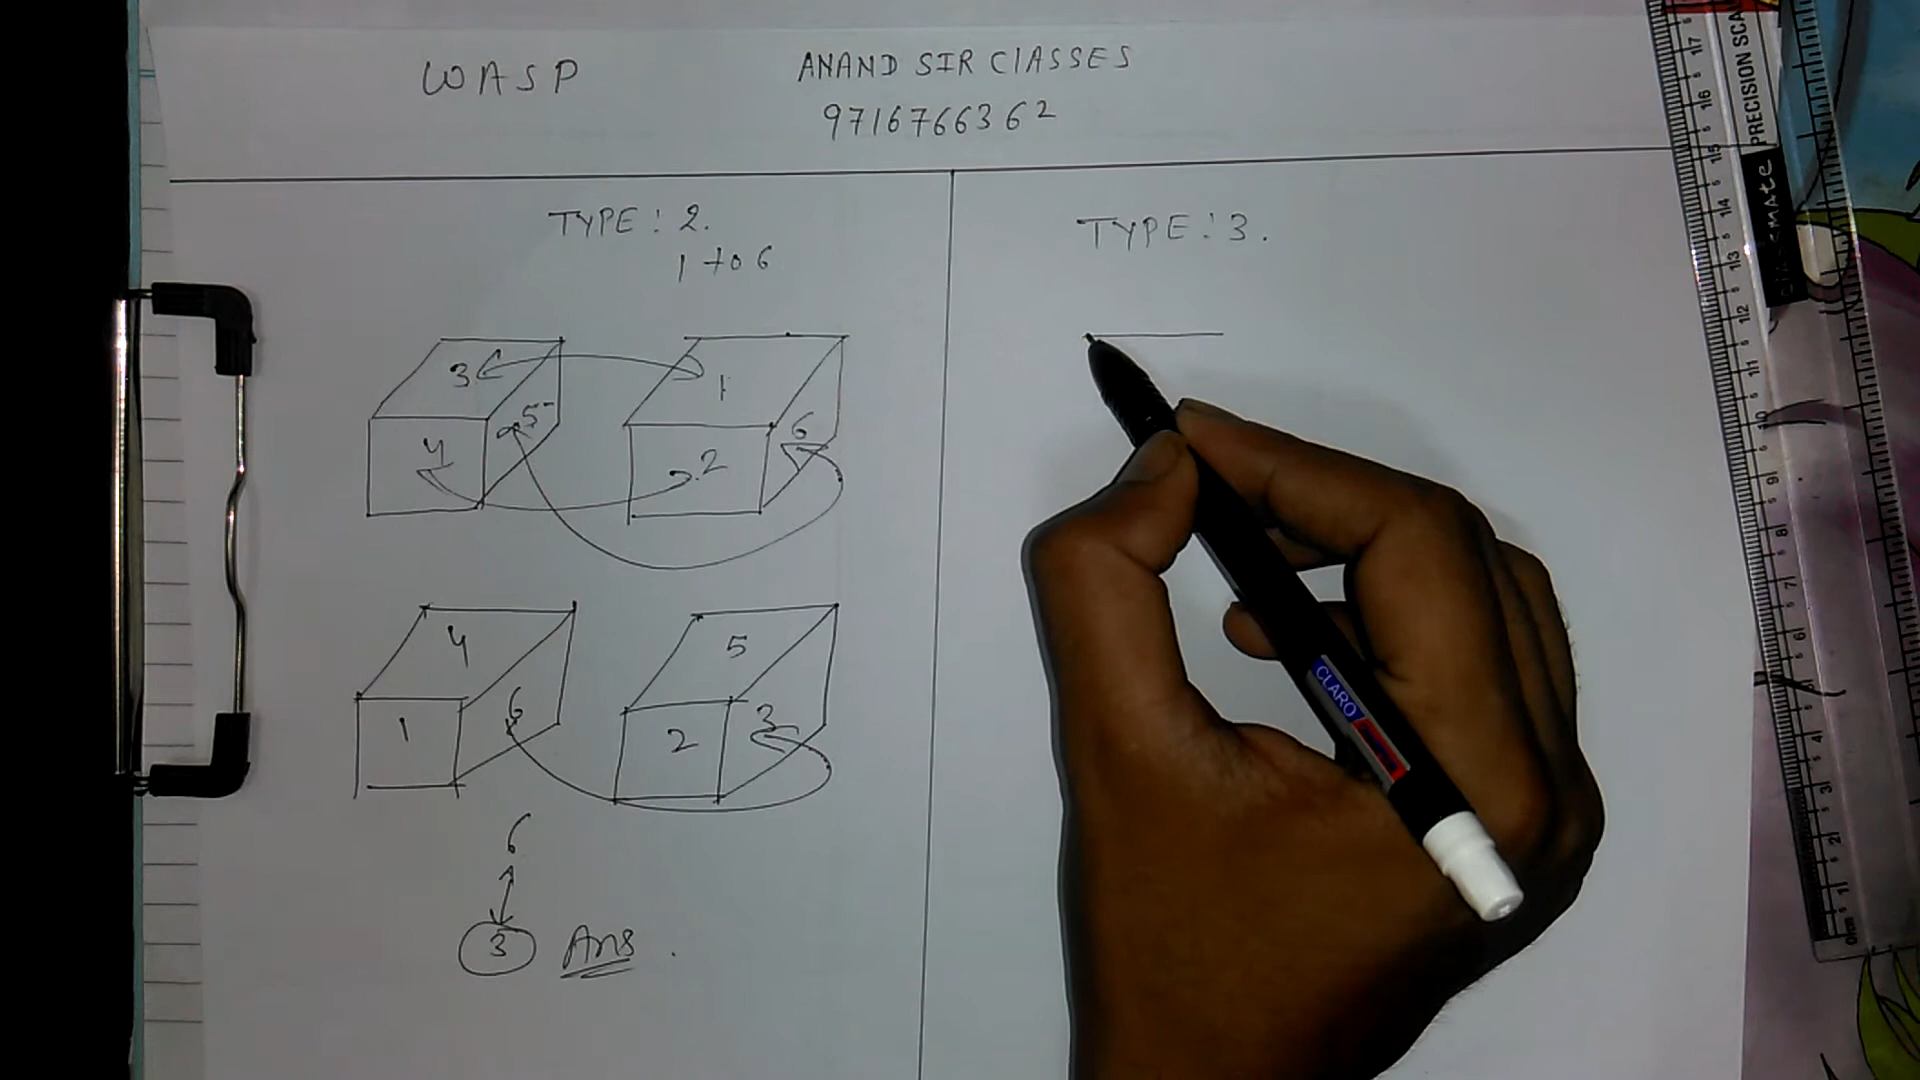 WASP
ANAND SIR ClASSES
9716766362
TYPE: 2.
1 to 6
3
5
4
1
6
2
4
6
1
5
3
2
6
3 Ans.
TYPE: 3.
CLARO
PRECISION SCA
classmate